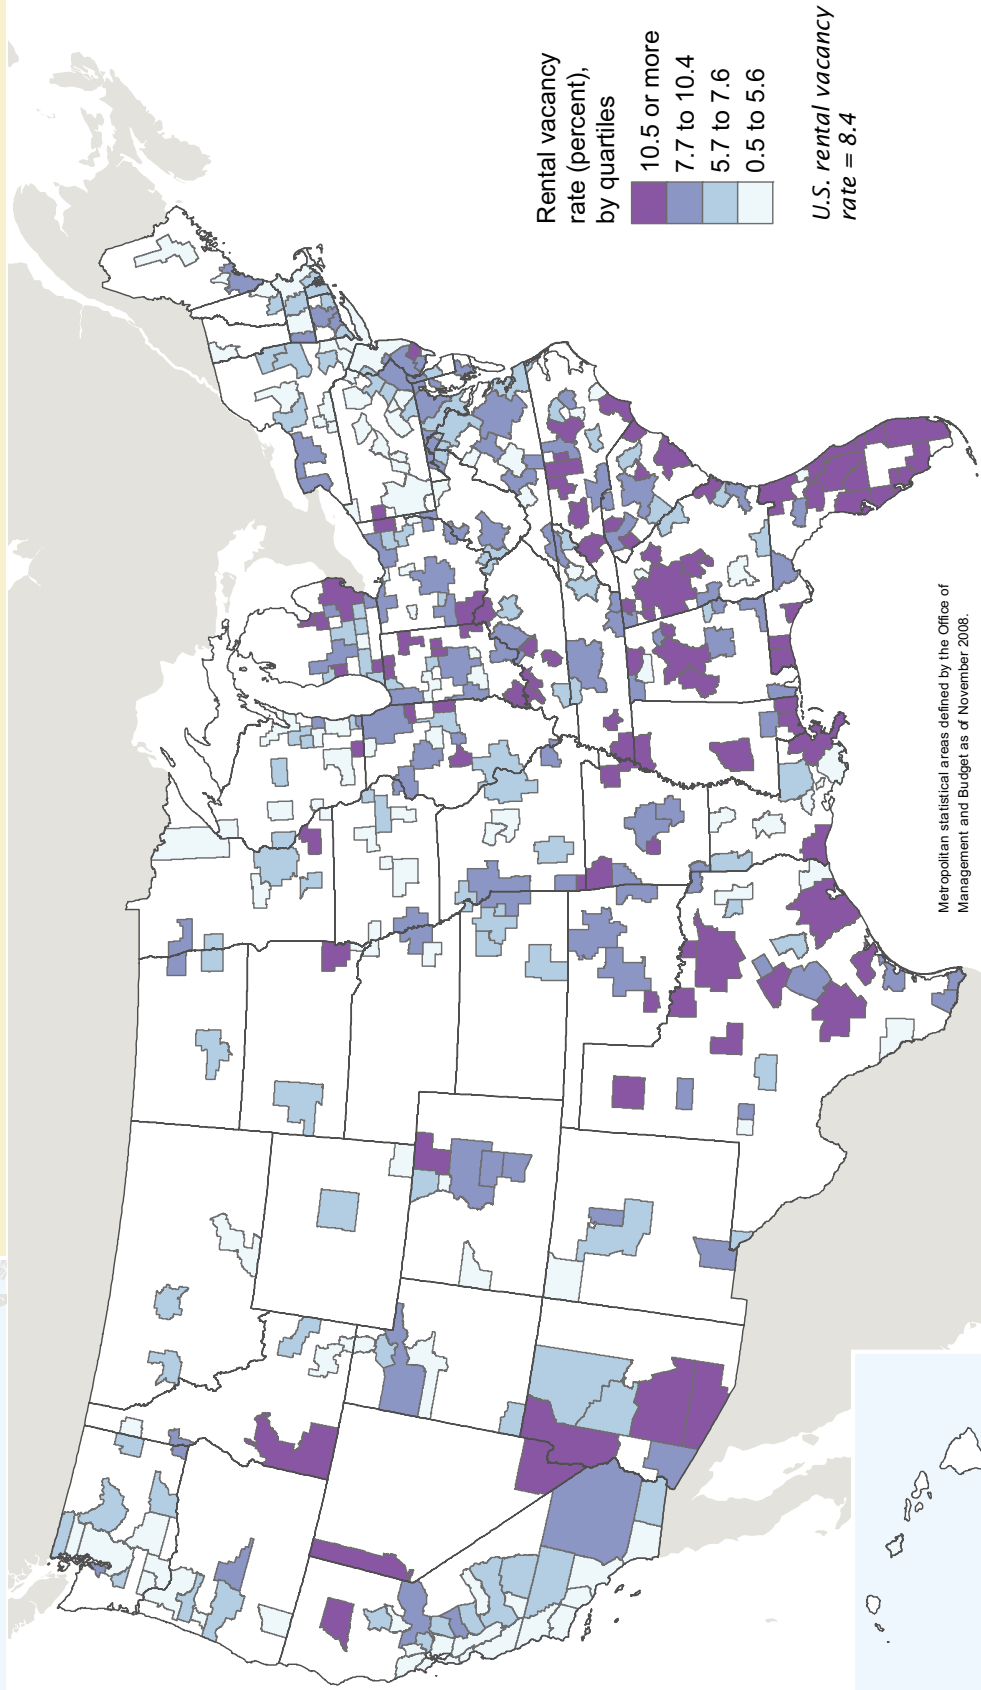 Rental vacancy
rate (percent),
by quartiles
10.5 or more
7.7 to 10.4
5.7 to 7.6
0.5 to 5.6
U.S. rental vacancy
rate = 8.4
Metropolitan statistical areas defined by the Office of
Management and Budget as of November 2008.